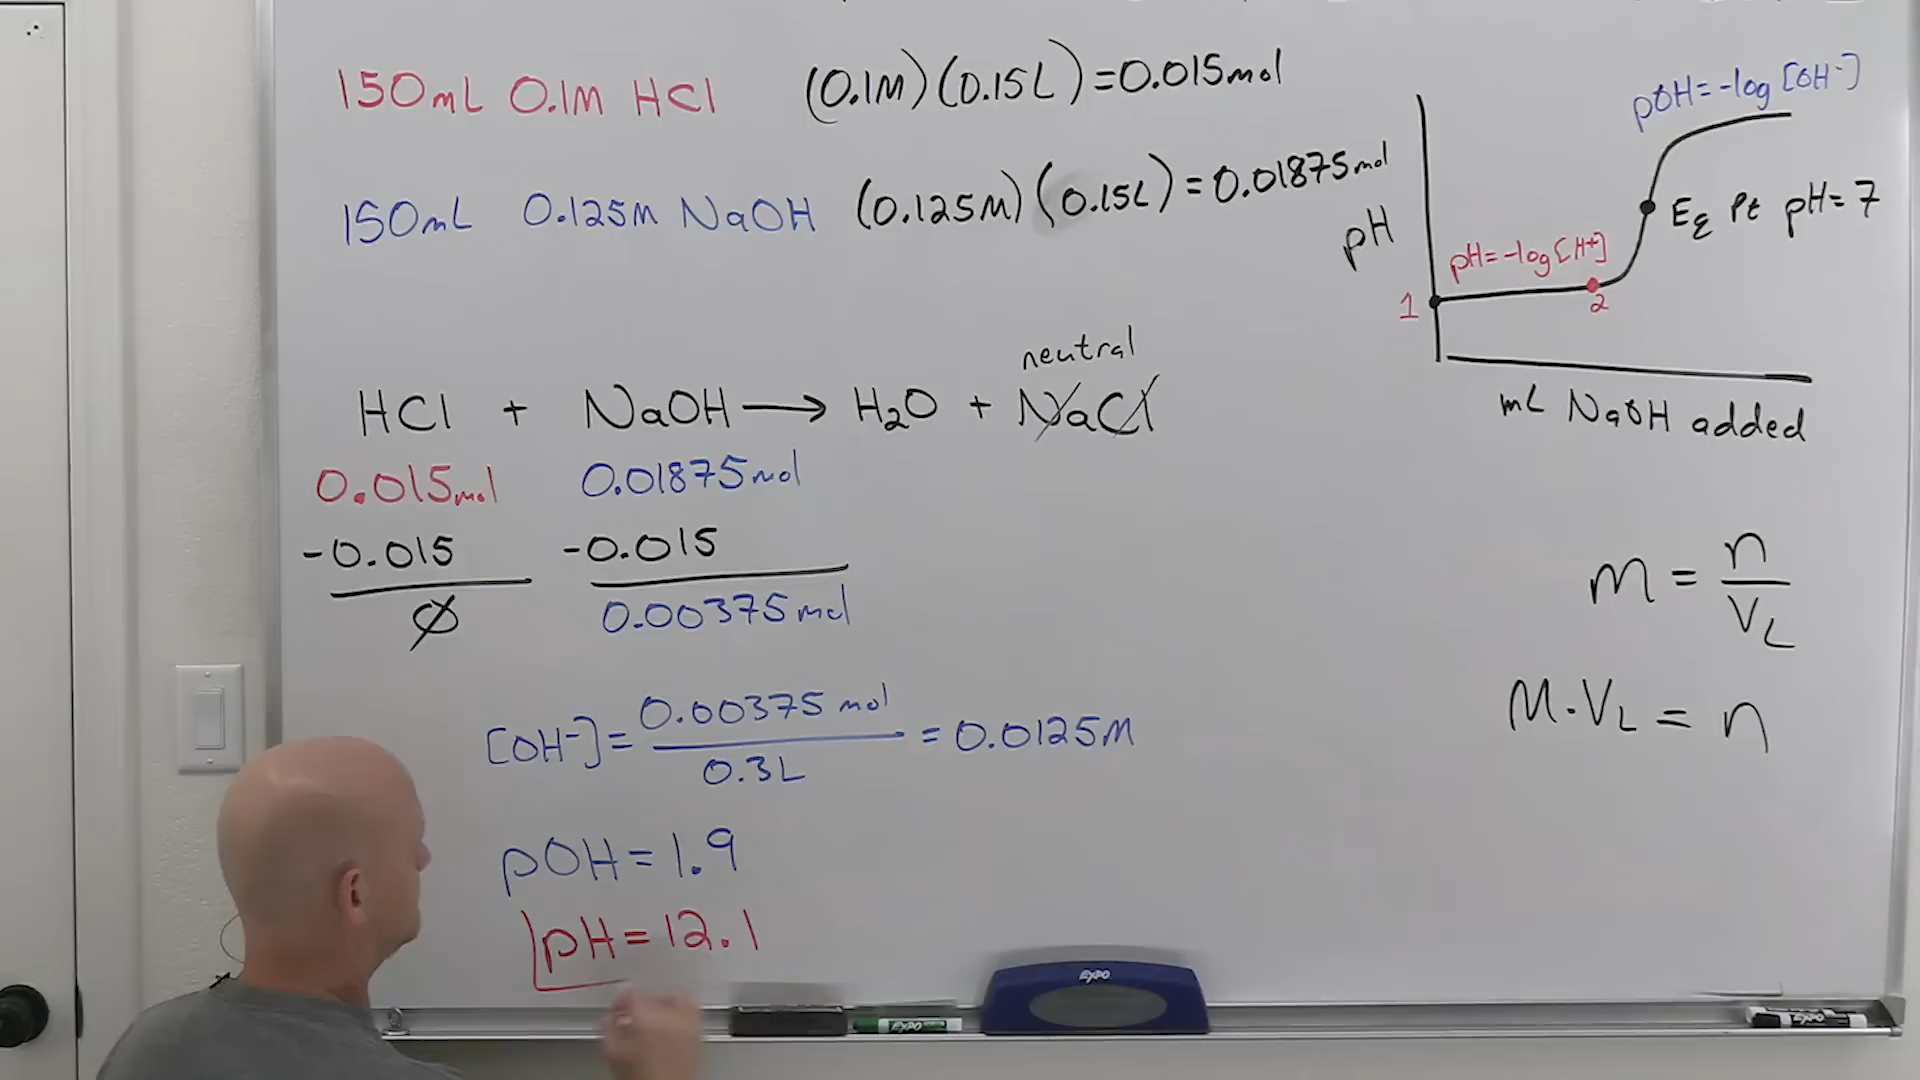 150mL 0.1M HCl (0.1M)(0.15L)=0.015mol
150mL 0.125M NaOH (0.125M)(0.15L)=0.01875mol
neutral
HCl + NaOH ⟶ H₂O + NaCl
0.015mol 0.01875mol
-0.015 -0.015
∅ 0.00375mol
[OH⁻]= 0.00375 mol / 0.3L = 0.0125M
pOH=1.9
pH=12.1
pOH=-log[OH⁻]
pH
Eq Pt pH=7
pH=-log[H+]
1
2
mL NaOH added
M = n / V_L
M·V_L = n
EXPO
EXPO
EXPO